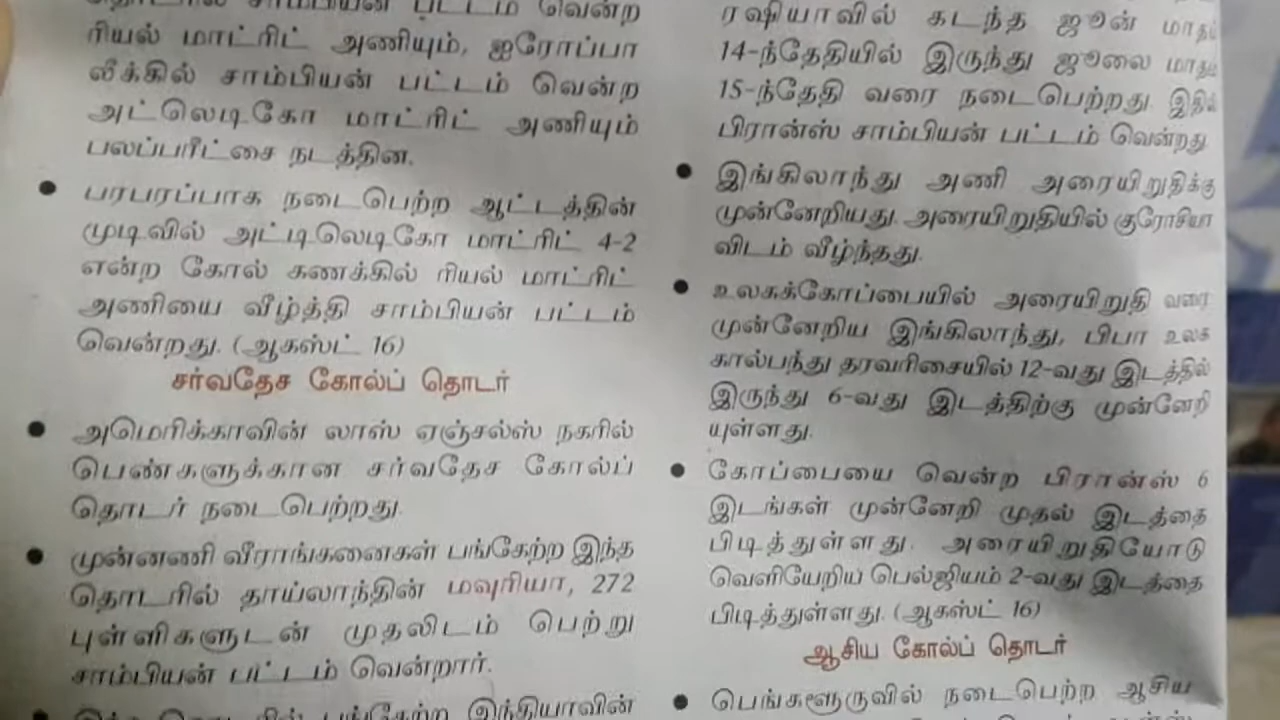 சாம்பியன் பட்டம் வென்ற
ரியல் மாட்ரிட் அணியும், ஐரோப்பா
லீக்கில் சாம்பியன் பட்டம் வென்ற
அட்லெடிகோ மாட்ரிட் அணியும்
பலப்பரீட்சை நடத்தின.
• பரபரப்பாக நடைபெற்ற ஆட்டத்தின்
முடிவில் அட்டிலெடிகோ மாட்ரிட் 4-2
என்ற கோல் கணக்கில் ரியல் மாட்ரிட்
அணியை வீழ்த்தி சாம்பியன் பட்டம்
வென்றது. (ஆகஸ்ட் 16)
சர்வதேச கோல்ப் தொடர்
• அமெரிக்காவின் லாஸ் ஏஞ்சல்ஸ் நகரில்
பெண்களுக்கான சர்வதேச கோல்ப்
தொடர் நடைபெற்றது.
• முன்னணி வீராங்கனைகள் பங்கேற்ற இந்த
தொடரில் தாய்லாந்தின் மவுரியா, 272
புள்ளிகளுடன் முதலிடம் பெற்று
சாம்பியன் பட்டம் வென்றார்.
பங்கேற்ற இந்தியாவின்
ரஷியாவில் கடந்த ஜூன் மாதம்
14-ந்தேதியில் இருந்து ஜூலை மாதம்
15-ந்தேதி வரை நடைபெற்றது. இதில்
பிரான்ஸ் சாம்பியன் பட்டம் வென்றது.
• இங்கிலாந்து அணி அரையிறுதிக்கு
முன்னேறியது. அரையிறுதியில் குரோசியா
விடம் வீழ்ந்தது.
• உலகக்கோப்பையில் அரையிறுதி வரை
முன்னேறிய இங்கிலாந்து, பிபா உலக
கால்பந்து தரவரிசையில் 12-வது இடத்தில்
இருந்து 6-வது இடத்திற்கு முன்னேறி
யுள்ளது.
• கோப்பையை வென்ற பிரான்ஸ் 6
இடங்கள் முன்னேறி முதல் இடத்தை
பிடித்துள்ளது. அரையிறுதியோடு
வெளியேறிய பெல்ஜியம் 2-வது இடத்தை
பிடித்துள்ளது. (ஆகஸ்ட் 16)
ஆசிய கோல்ப் தொடர்
• பெங்களூருவில் நடைபெற்ற ஆசிய